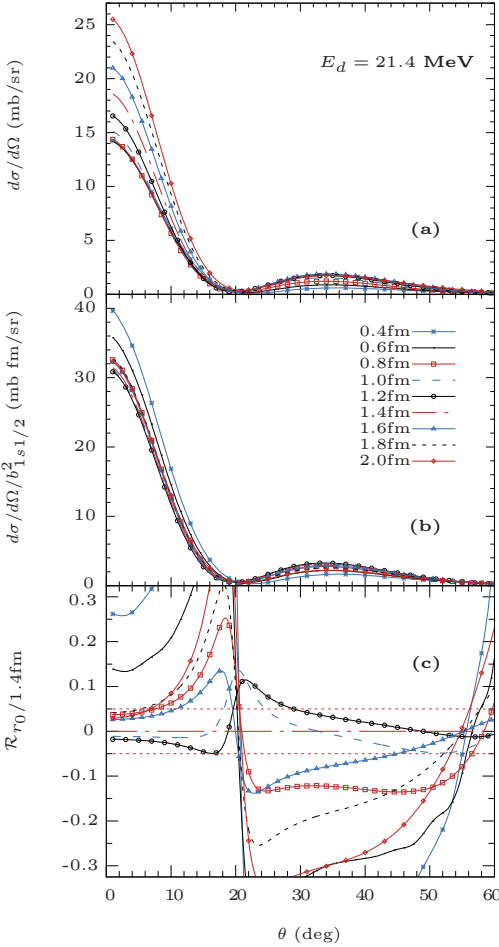 25
20
15
10
5
0
dσ/dΩ (mb/sr)
E_d = 21.4 MeV
(a)
40
30
20
10
0
dσ/dΩ/b²_{1s1/2} (mb fm/sr)
0.4fm
0.6fm
0.8fm
1.0fm
1.2fm
1.4fm
1.6fm
1.8fm
2.0fm
(b)
0.3
0.2
0.1
0
-0.1
-0.2
-0.3
ℛ_{r₀/1.4fm}
(c)
0 10 20 30 40 50 60
θ (deg)